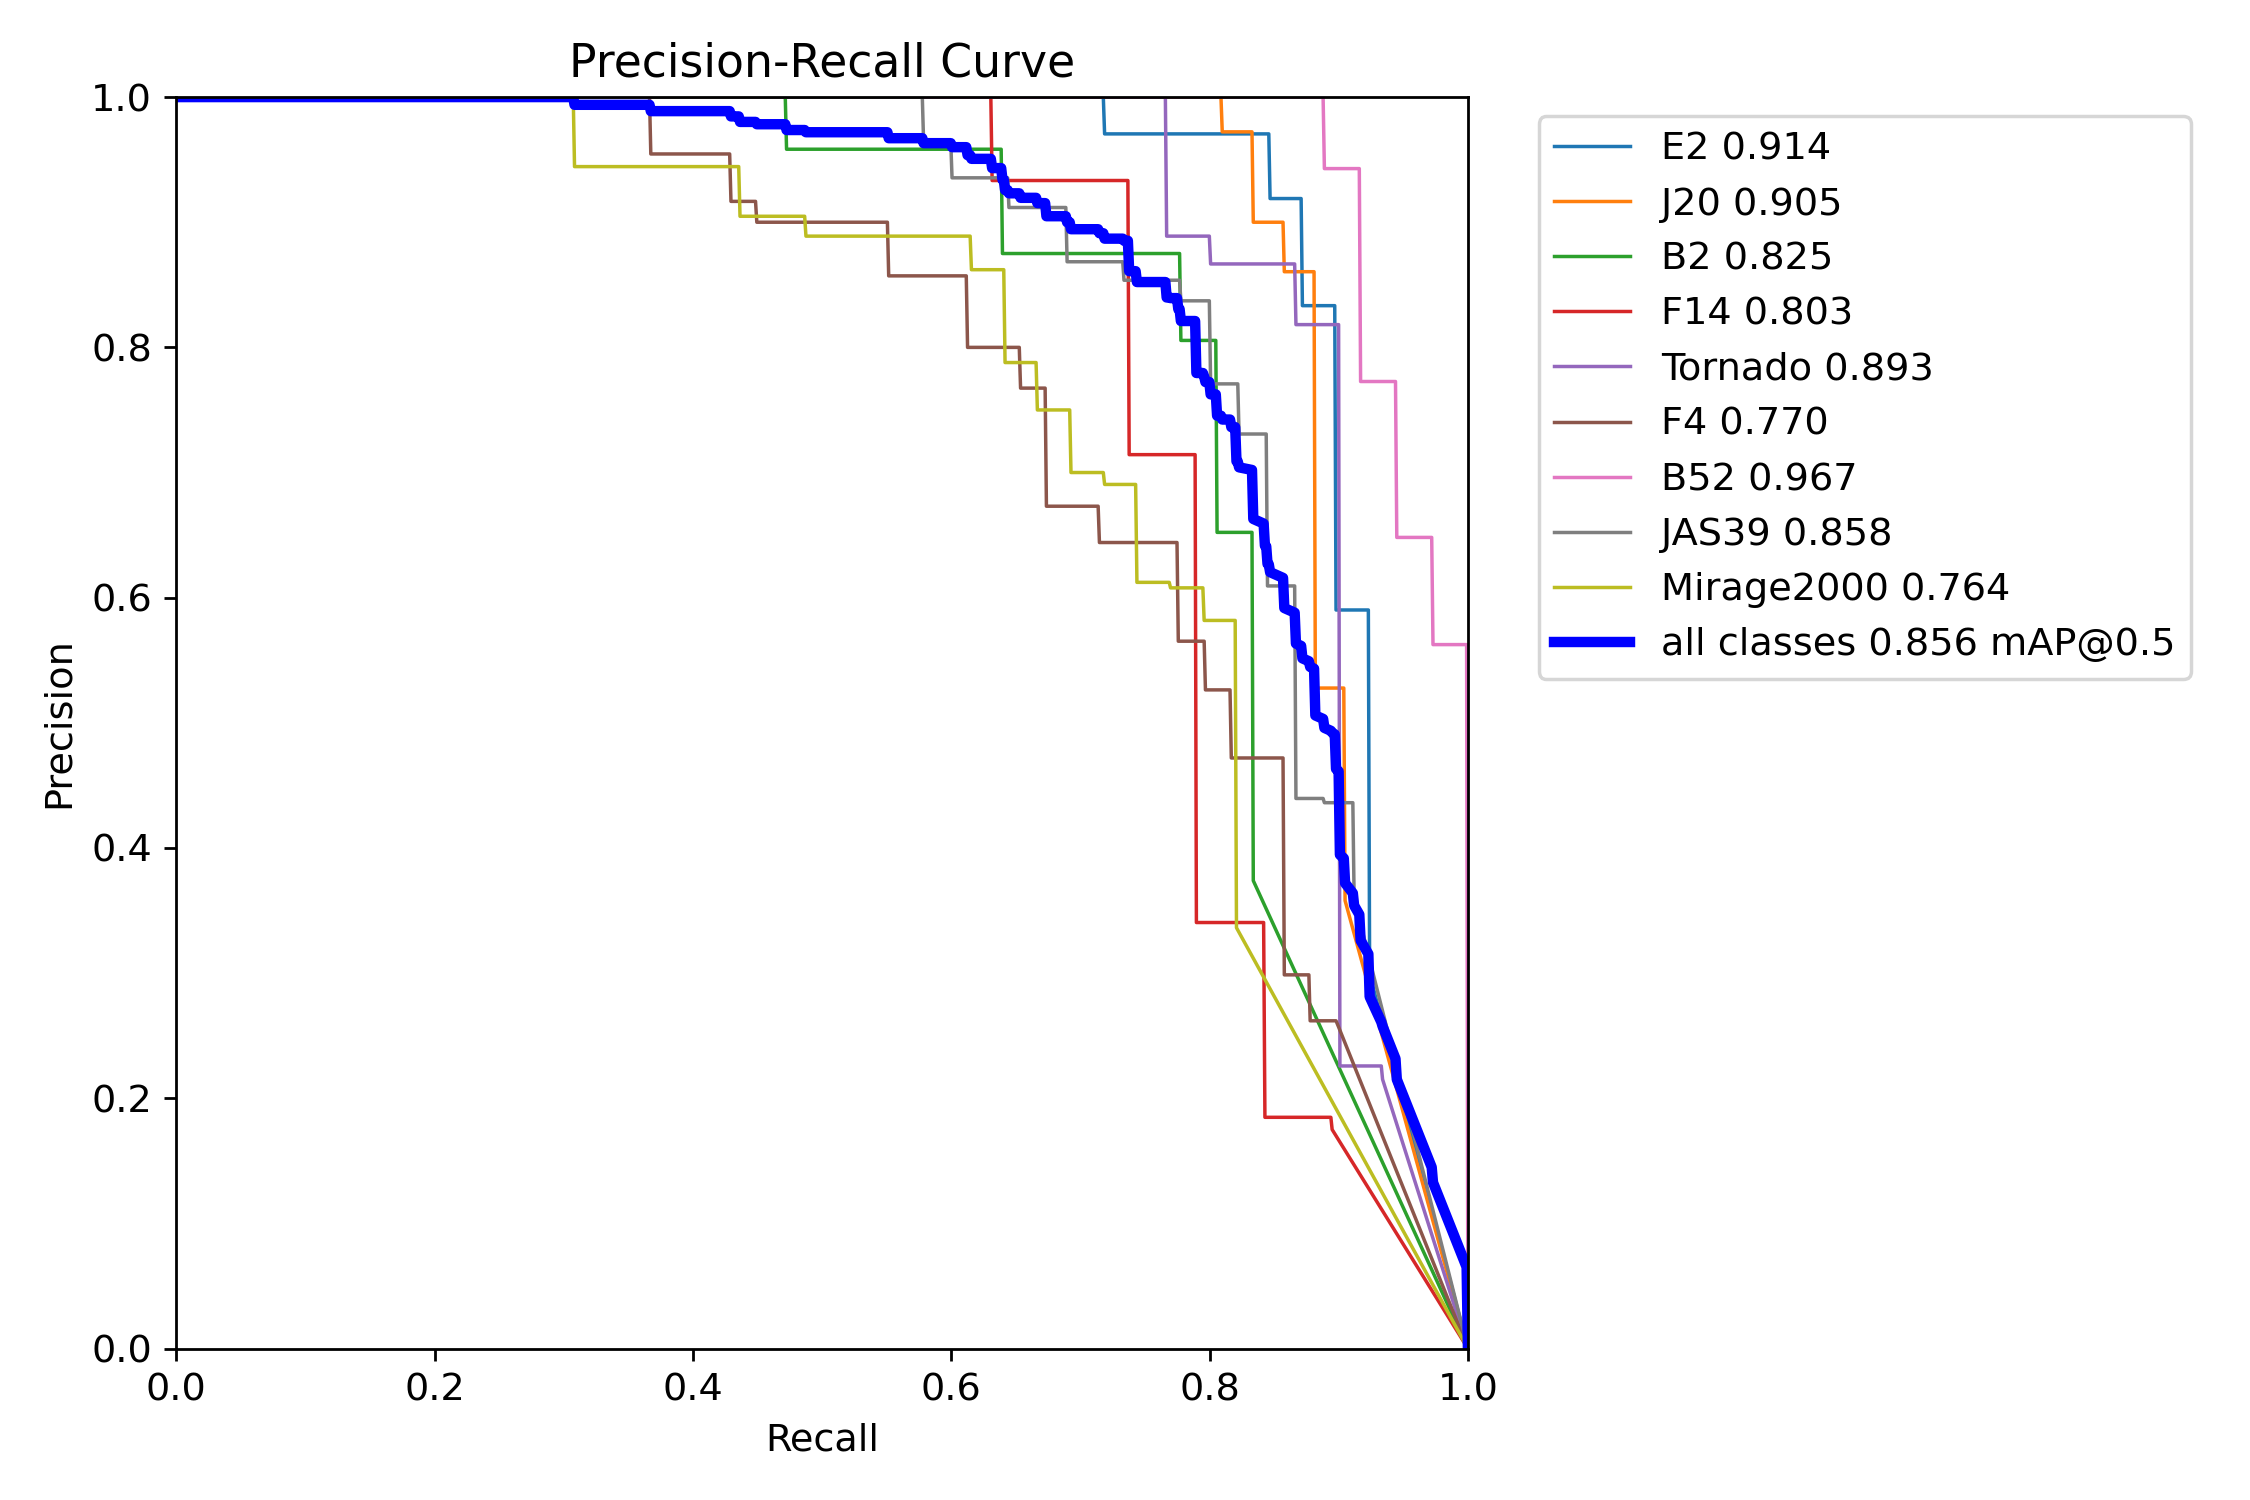 Precision-Recall Curve
1.0
0.8
0.6
0.4
0.2
0.0
Precision
0.0 0.2 0.4 0.6 0.8 1.0
Recall
E2 0.914
J20 0.905
B2 0.825
F14 0.803
Tornado 0.893
F4 0.770
B52 0.967
JAS39 0.858
Mirage2000 0.764
all classes 0.856 mAP@0.5